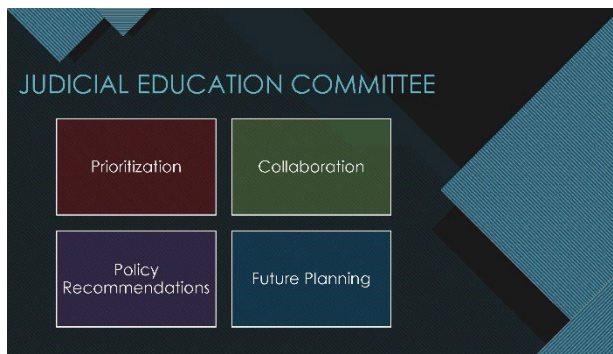 JUDICIAL EDUCATION COMMITTEE
Prioritization
Collaboration
Policy
Recommendations
Future Planning